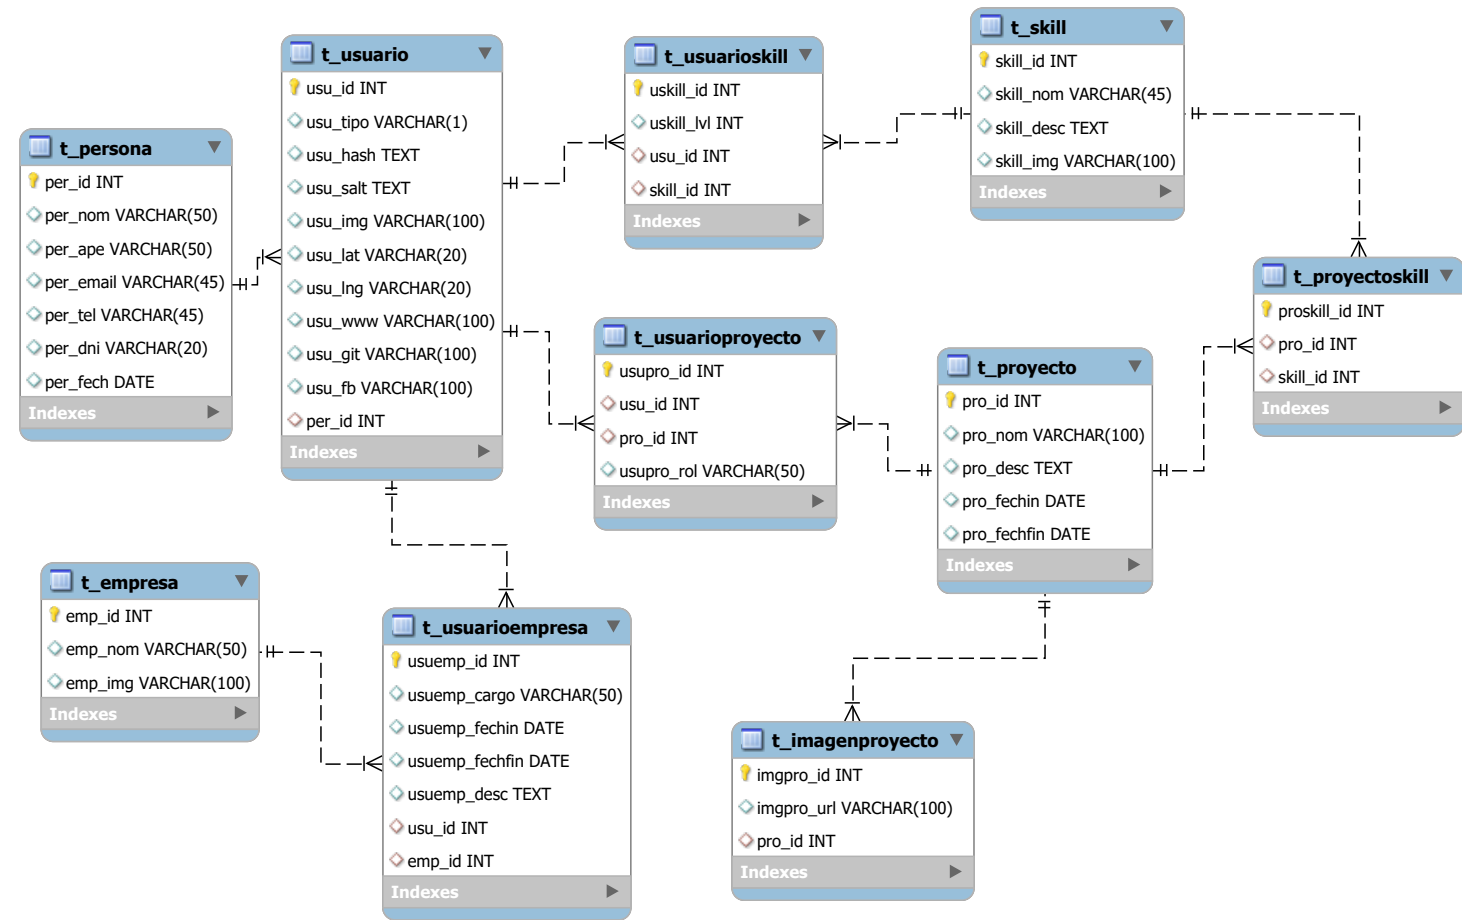 t_persona
per_id INT
per_nom VARCHAR(50)
per_ape VARCHAR(50)
per_email VARCHAR(45)
per_tel VARCHAR(45)
per_dni VARCHAR(20)
per_fech DATE
Indexes
t_usuario
usu_id INT
usu_tipo VARCHAR(1)
usu_hash TEXT
usu_salt TEXT
usu_img VARCHAR(100)
usu_lat VARCHAR(20)
usu_lng VARCHAR(20)
usu_www VARCHAR(100)
usu_git VARCHAR(100)
usu_fb VARCHAR(100)
per_id INT
Indexes
t_usuarioskill
uskill_id INT
uskill_lvl INT
usu_id INT
skill_id INT
Indexes
t_skill
skill_id INT
skill_nom VARCHAR(45)
skill_desc TEXT
skill_img VARCHAR(100)
Indexes
t_proyectoskill
proskill_id INT
pro_id INT
skill_id INT
Indexes
t_usuarioproyecto
usupro_id INT
usu_id INT
pro_id INT
usupro_rol VARCHAR(50)
Indexes
t_proyecto
pro_id INT
pro_nom VARCHAR(100)
pro_desc TEXT
pro_fechin DATE
pro_fechfin DATE
Indexes
t_empresa
emp_id INT
emp_nom VARCHAR(50)
emp_img VARCHAR(100)
Indexes
t_usuarioempresa
usuemp_id INT
usuemp_cargo VARCHAR(50)
usuemp_fechin DATE
usuemp_fechfin DATE
usuemp_desc TEXT
usu_id INT
emp_id INT
Indexes
t_imagenproyecto
imgpro_id INT
imgpro_url VARCHAR(100)
pro_id INT
Indexes